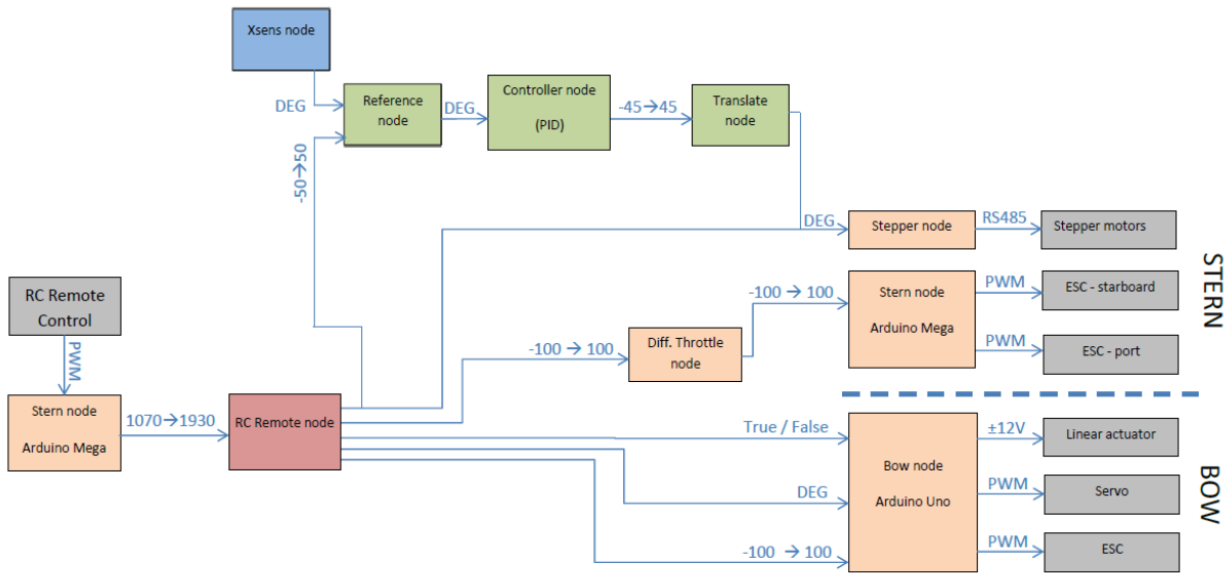 Xsens node
DEG
Reference
node
DEG
Controller node
(PID)
-45→45
Translate
node
-50→50
DEG
Stepper node
RS485
Stepper motors
STERN
RC Remote
Control
PWM
-100 → 100
Stern node
Arduino Mega
PWM
ESC - starboard
PWM
ESC - port
-100 → 100
Diff. Throttle
node
Stern node
Arduino Mega
1070→1930
RC Remote node
True / False
DEG
-100 → 100
Bow node
Arduino Uno
±12V
Linear actuator
PWM
Servo
PWM
ESC
BOW